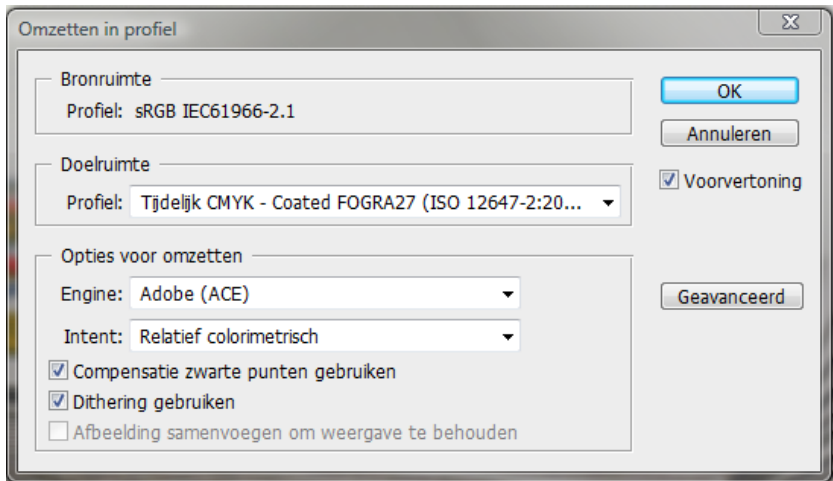 Omzetten in profiel
Bronruimte
Profiel: sRGB IEC61966-2.1
OK
Annuleren
Doelruimte
Profiel: Tijdelijk CMYK - Coated FOGRA27 (ISO 12647-2:20...
Voorvertoning
Opties voor omzetten
Engine: Adobe (ACE)
Geavanceerd
Intent: Relatief colorimetrisch
Compensatie zwarte punten gebruiken
Dithering gebruiken
Afbeelding samenvoegen om weergave te behouden